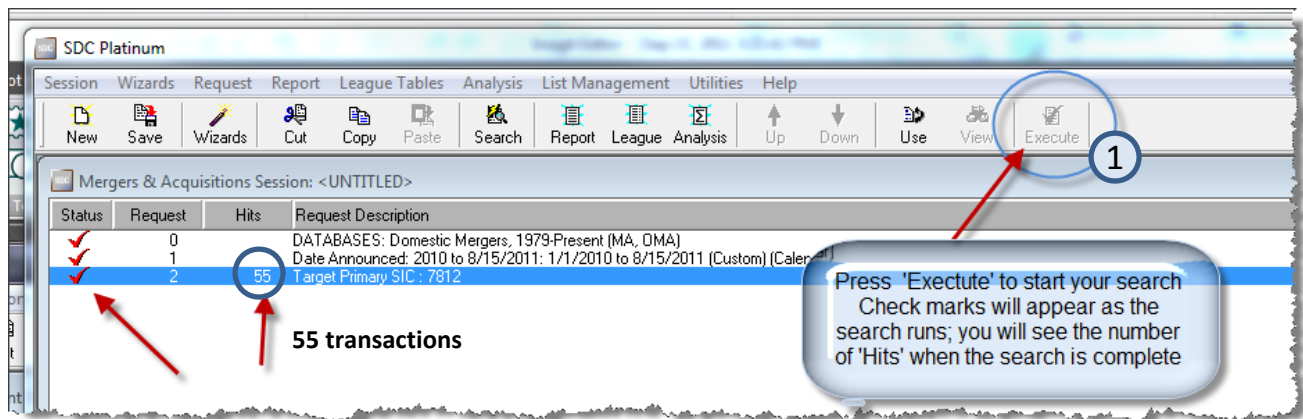 SDC Platinum
Session Wizards Request Report League Tables Analysis List Management Utilities Help
New Save Wizards Cut Copy Paste Search Report League Analysis Up Down Use View Execute
1
Mergers & Acquisitions Session: <UNTITLED>
Status Request Hits Request Description
0 DATABASES: Domestic Mergers, 1979-Present (MA, OMA)
1 Date Announced: 2010 to 8/15/2011: 1/1/2010 to 8/15/2011 (Custom) (Calendar)
2 55 Target Primary SIC : 7812
55 transactions
Press 'Exectute' to start your search
Check marks will appear as the
search runs; you will see the number
of 'Hits' when the search is complete